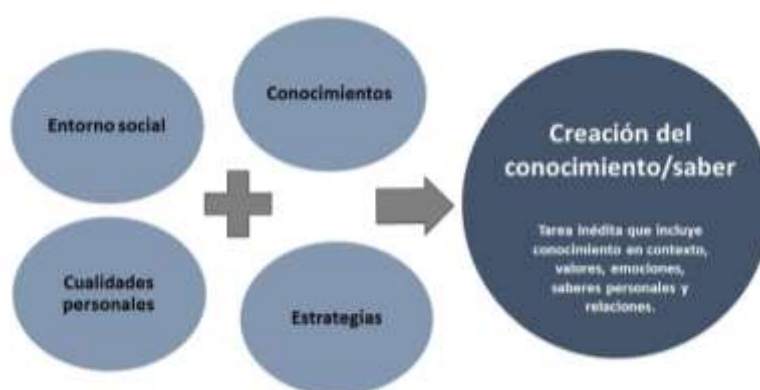 Entorno social
Conocimientos
Cualidades
personales
Estrategias
Creación del
conocimiento/saber
Tarea inédita que incluye
conocimiento en contexto,
valores, emociones,
saberes personales y
relaciones.